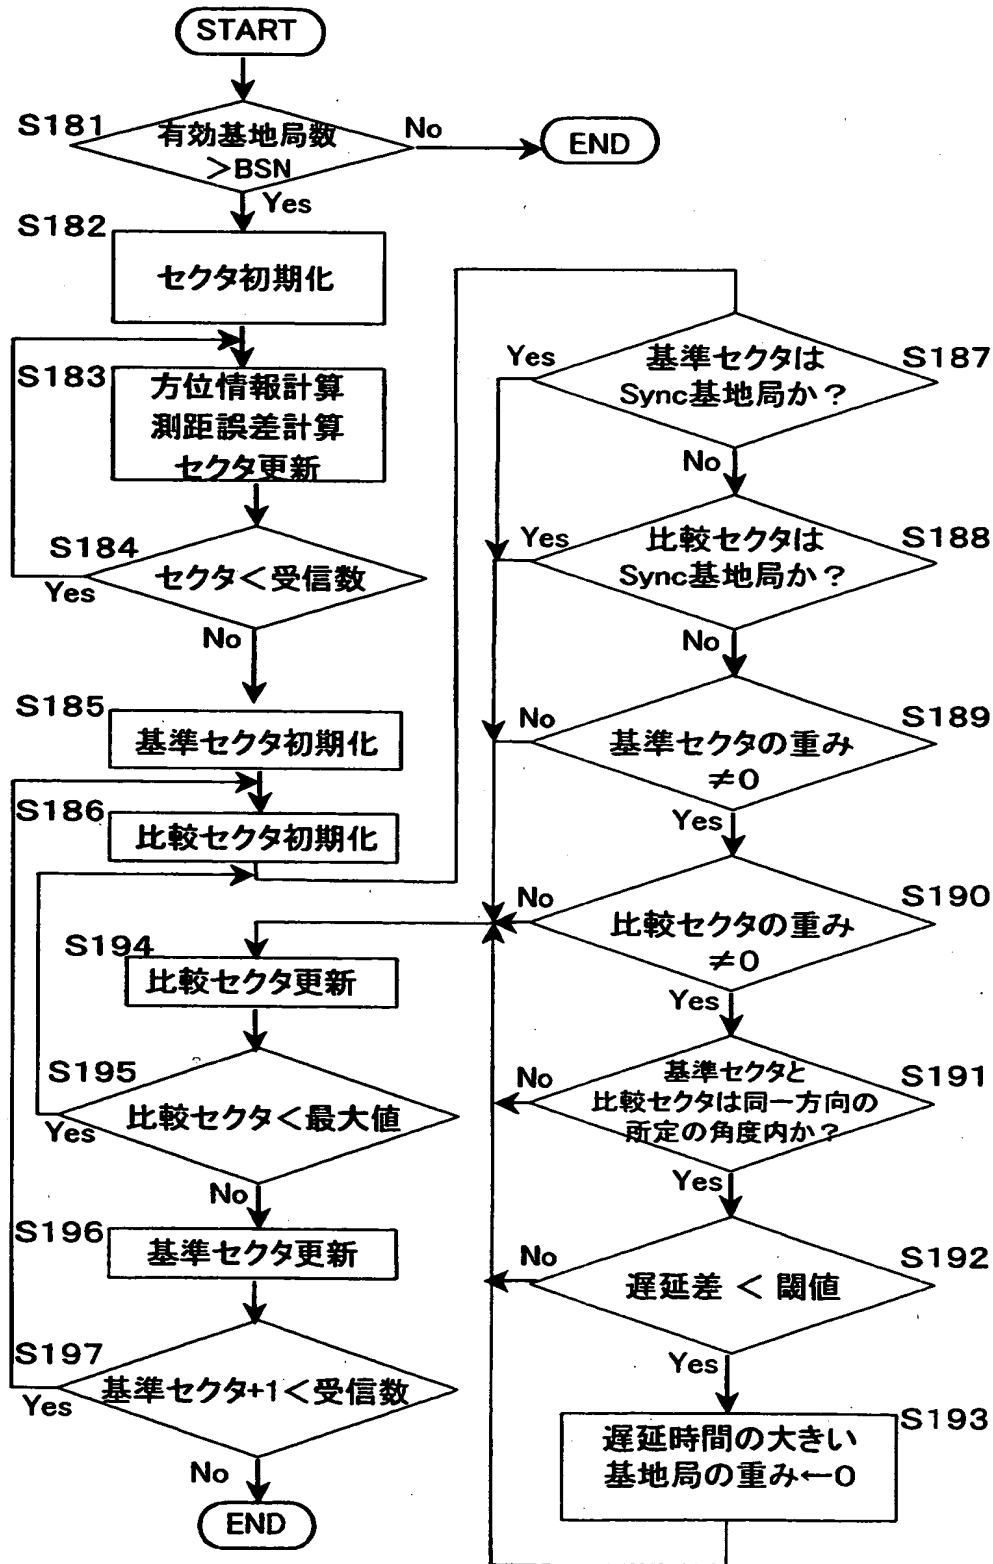 START
S181
有効基地局数
＞BSN
No
END
Yes
S182
セクタ初期化
S183
方位情報計算
測距誤差計算
セクタ更新
S184
セクタ＜受信数
Yes
No
S185
基準セクタ初期化
S186
比較セクタ初期化
S194
比較セクタ更新
S195
比較セクタ＜最大値
Yes
No
S196
基準セクタ更新
S197
基準セクタ+1＜受信数
Yes
No
END
S187
基準セクタは
Sync基地局か？
Yes
No
S188
比較セクタは
Sync基地局か？
Yes
No
S189
基準セクタの重み
≠0
No
Yes
S190
比較セクタの重み
≠0
No
Yes
S191
基準セクタと
比較セクタは同一方向の
所定の角度内か？
No
Yes
S192
遅延差 ＜ 閾値
No
Yes
S193
遅延時間の大きい
基地局の重み←0